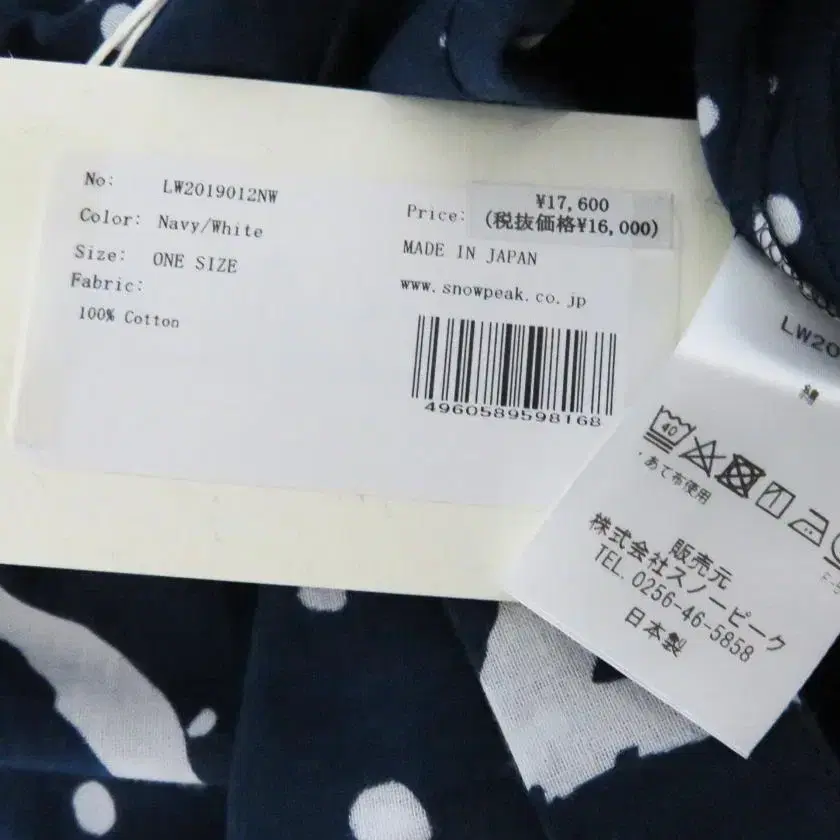 No: LW2019012NW
Color: Navy/White
Size: ONE SIZE
Fabric:
100% Cotton
Price: ¥17,600
(税抜価格¥16,000)
MADE IN JAPAN
www.snowpeak.co.jp
4960589598168
LW20
綿
40
・あて布使用
販売元
株式会社スノーピーク
TEL. 0256-46-5858
日本製